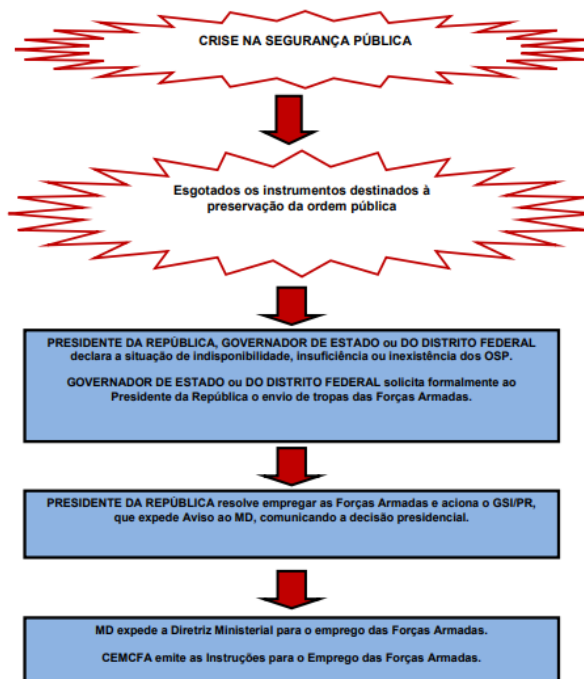 CRISE NA SEGURANÇA PÚBLICA
Esgotados os instrumentos destinados à
preservação da ordem pública
PRESIDENTE DA REPÚBLICA, GOVERNADOR DE ESTADO ou DO DISTRITO FEDERAL
declara a situação de indisponibilidade, insuficiência ou inexistência dos OSP.
GOVERNADOR DE ESTADO ou DO DISTRITO FEDERAL solicita formalmente ao
Presidente da República o envio de tropas das Forças Armadas.
PRESIDENTE DA REPÚBLICA resolve empregar as Forças Armadas e aciona o GSI/PR,
que expede Aviso ao MD, comunicando a decisão presidencial.
MD expede a Diretriz Ministerial para o emprego das Forças Armadas.
CEMCFA emite as Instruções para o Emprego das Forças Armadas.